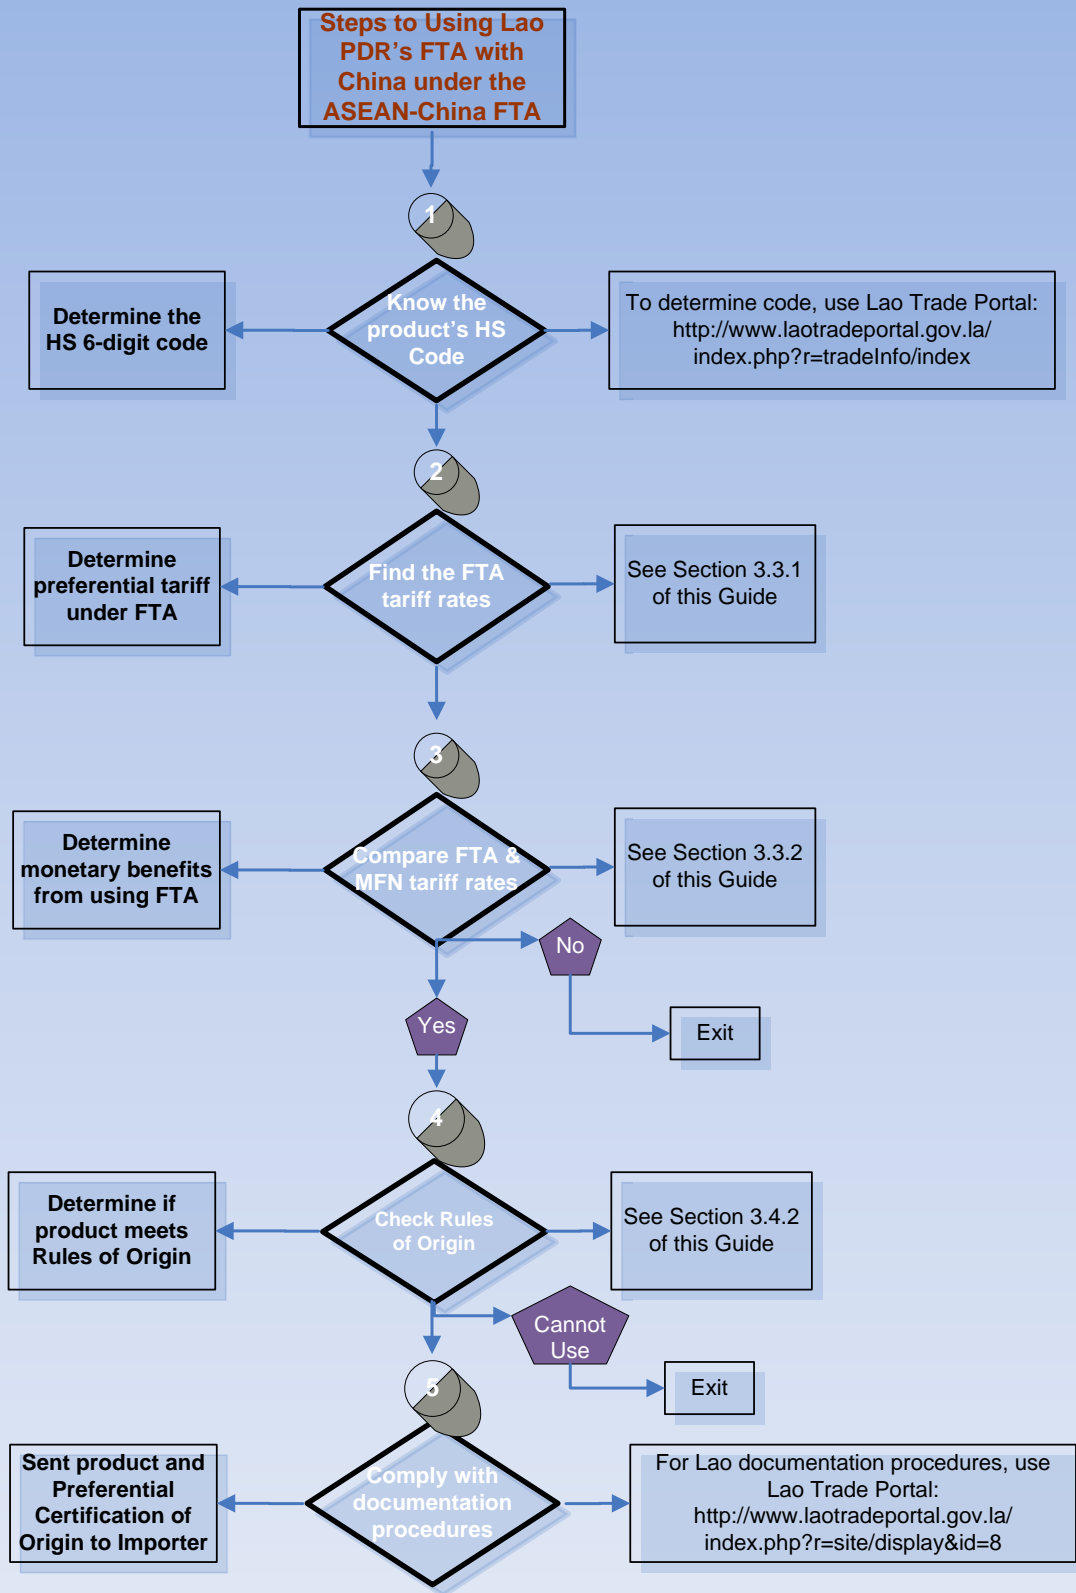 Steps to Using Lao
PDR's FTA with
China under the
ASEAN-China FTA
1
Determine the
HS 6-digit code
Know the
product's HS
Code
To determine code, use Lao Trade Portal:
http://www.laotradeportal.gov.la/
index.php?r=tradeInfo/index
2
Determine
preferential tariff
under FTA
Find the FTA
tariff rates
See Section 3.3.1
of this Guide
3
Determine
monetary benefits
from using FTA
Compare FTA &
MFN tariff rates
See Section 3.3.2
of this Guide
No
Yes
Exit
4
Determine if
product meets
Rules of Origin
Check Rules
of Origin
See Section 3.4.2
of this Guide
Cannot
Use
Exit
5
Sent product and
Preferential
Certification of
Origin to Importer
Comply with
documentation
procedures
For Lao documentation procedures, use
Lao Trade Portal:
http://www.laotradeportal.gov.la/
index.php?r=site/display&id=8